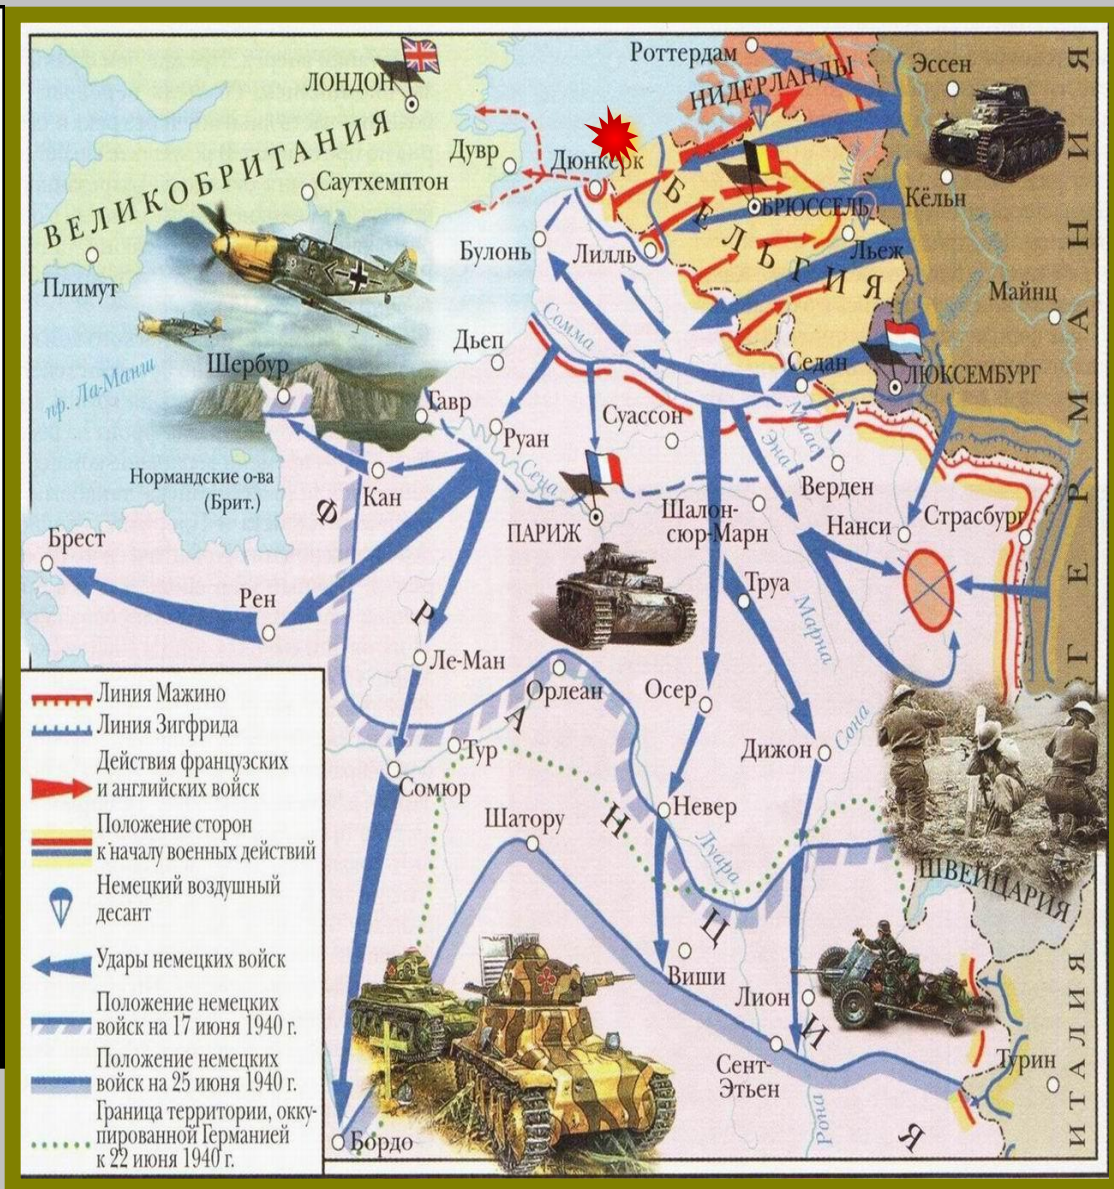 Роттердам
Эссен
ЛОНДОН
НИДЕРЛАНДЫ
ВЕЛИКОБРИТАНИЯ
Дувр
Дюнкерк
Саутхемптон
БЕЛЬГИЯ
БРЮССЕЛЬ
Маас
Кёльн
Рейн
ГЕРМАНИЯ
Булонь
Лилль
Льеж
Плимут
Майнц
Сомма
Дьеп
Седан
ЛЮКСЕМБУРГ
Шербур
пр. Ла-Манш
Гавр
Руан
Суассон
Эна
Маас
Сена
Верден
Нормандские о-ва
(Брит.)
Кан
ФРАНЦИЯ
ПАРИЖ
Шалон-
сюр-Марн
Нанси
Страсбург
Брест
Рен
Труа
Марна
Ле-Ман
Орлеан
Осер
Дижон
Сона
Тур
Сомюр
Шатору
Невер
Луара
ШВЕЙЦАРИЯ
Виши
Лион
Сент-
Этьен
Рона
Турин
ИТАЛИЯ
Бордо
Линия Мажино
Линия Зигфрида
Действия французских
и английских войск
Положение сторон
к началу военных действий
Немецкий воздушный
десант
Удары немецких войск
Положение немецких
войск на 17 июня 1940 г.
Положение немецких
войск на 25 июня 1940 г.
Граница территории, окку-
пированной Германией
к 22 июня 1940 г.